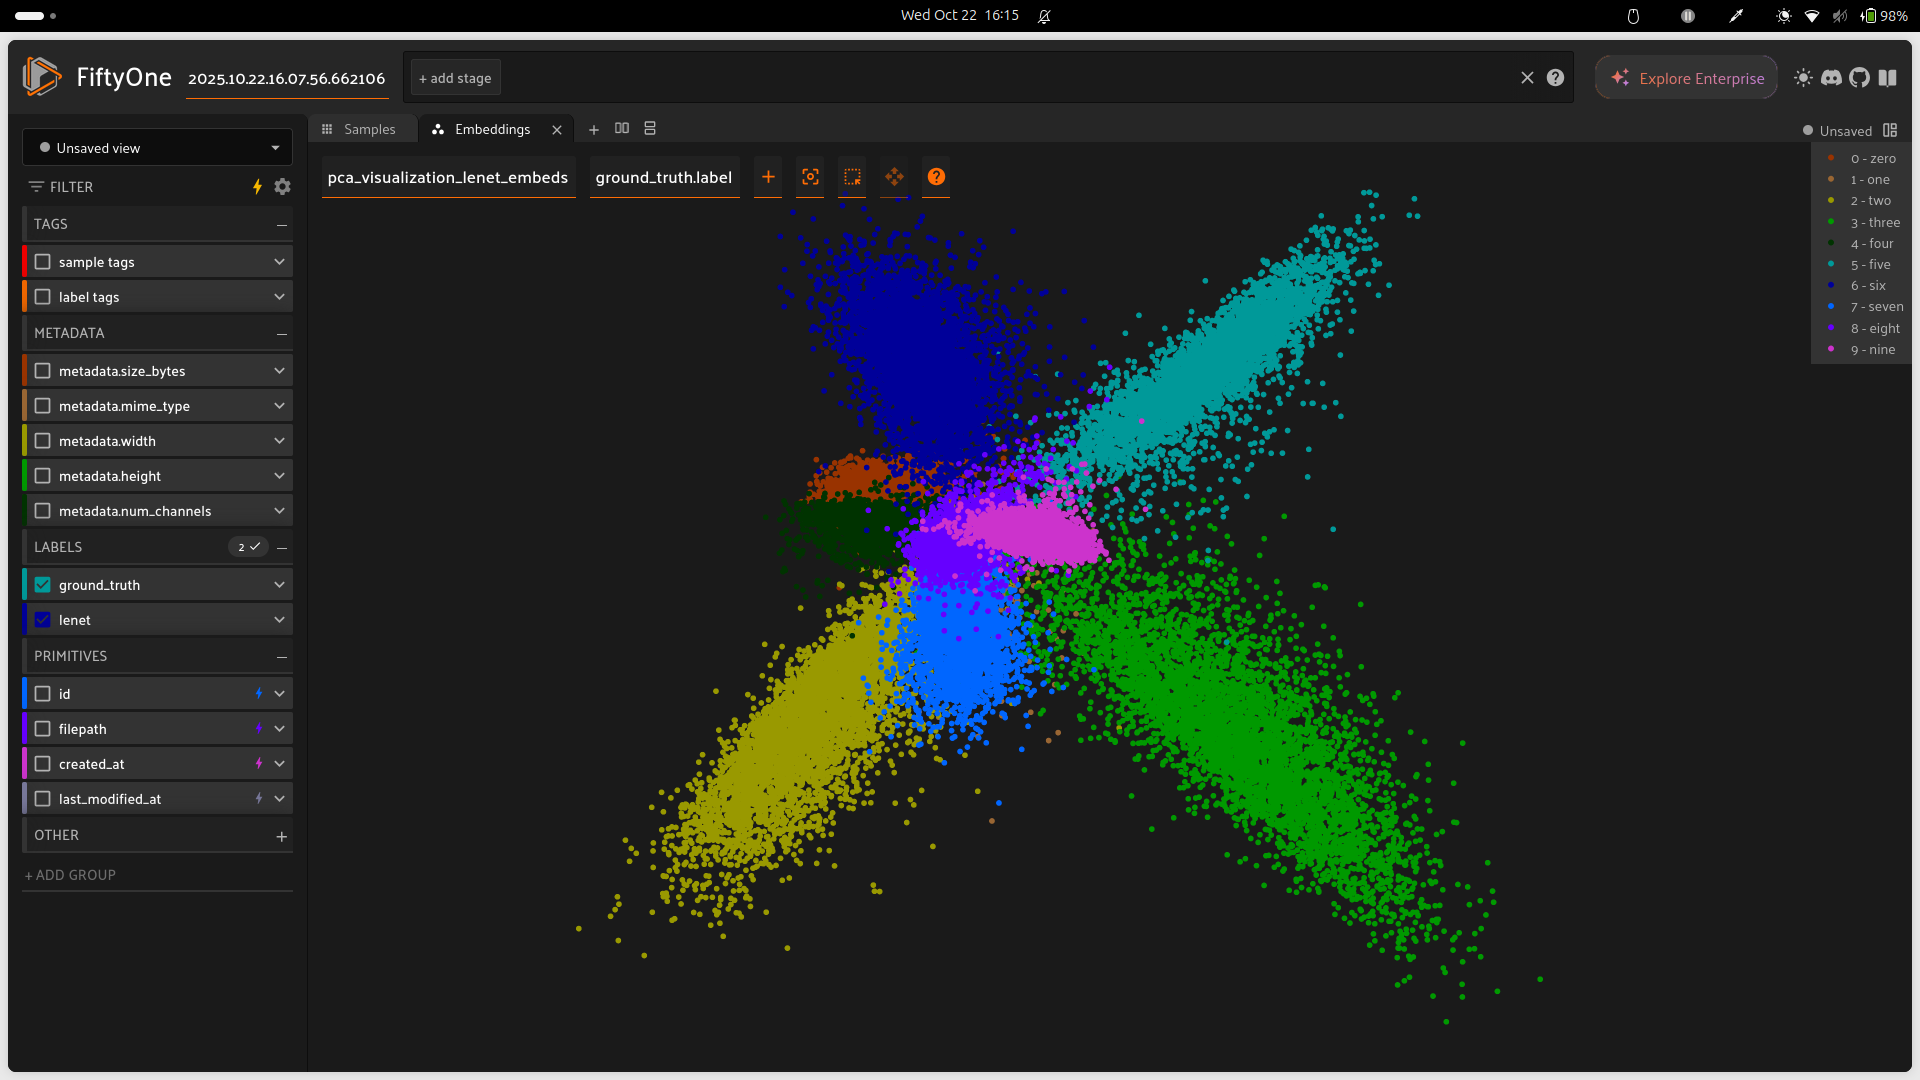 Wed Oct 22 16:15
98%
FiftyOne
2025.10.22.16.07.56.662106
+ add stage
Explore Enterprise
Unsaved view
Samples
Embeddings
Unsaved
FILTER
TAGS
sample tags
label tags
METADATA
metadata.size_bytes
metadata.mime_type
metadata.width
metadata.height
metadata.num_channels
LABELS
2
ground_truth
lenet
PRIMITIVES
id
filepath
created_at
last_modified_at
OTHER
+ ADD GROUP
pca_visualization_lenet_embeds
ground_truth.label
0 - zero
1 - one
2 - two
3 - three
4 - four
5 - five
6 - six
7 - seven
8 - eight
9 - nine